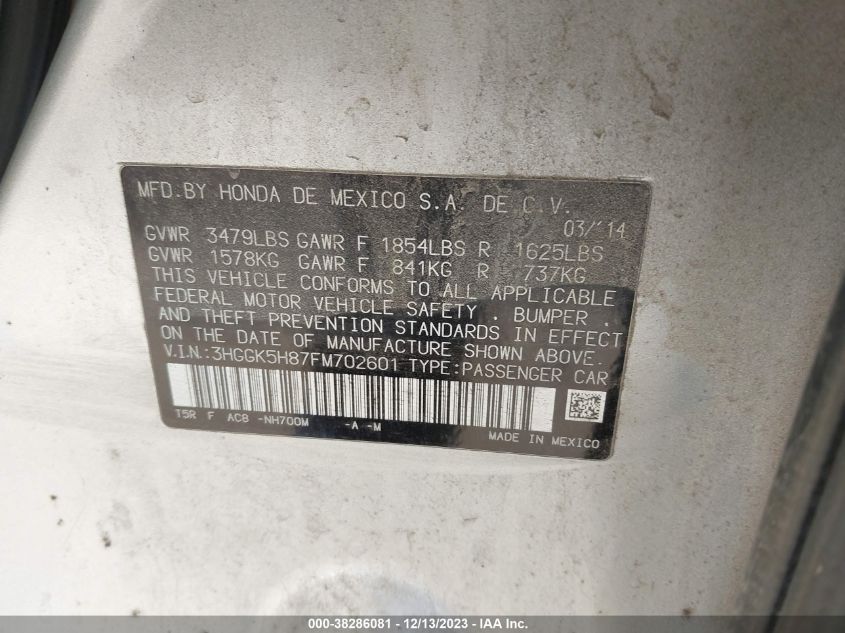 MFD.BY HONDA DE MEXICO S.A. DE C.V.
03/'14
GVWR 3479LBS GAWR F 1854LBS R 1625LBS
GVWR 1578KG GAWR F 841KG R 737KG
THIS VEHICLE CONFORMS TO ALL APPLICABLE
FEDERAL MOTOR VEHICLE SAFETY . BUMPER .
AND THEFT PREVENTION STANDARDS IN EFFECT
ON THE DATE OF MANUFACTURE SHOWN ABOVE.
V.I.N.:3HGGK5H87FM702601 TYPE:PASSENGER CAR
T5R F AC8 -NH700M -A -M
MADE IN MEXICO
000-38286081 - 12/13/2023 - IAA Inc.